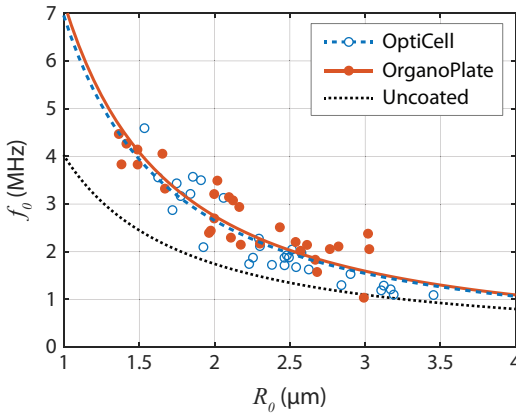 7
6
5
4
3
2
1
0
f0 (MHz)
OptiCell
OrganoPlate
Uncoated
1 1.5 2 2.5 3 3.5 4
R0 (μm)